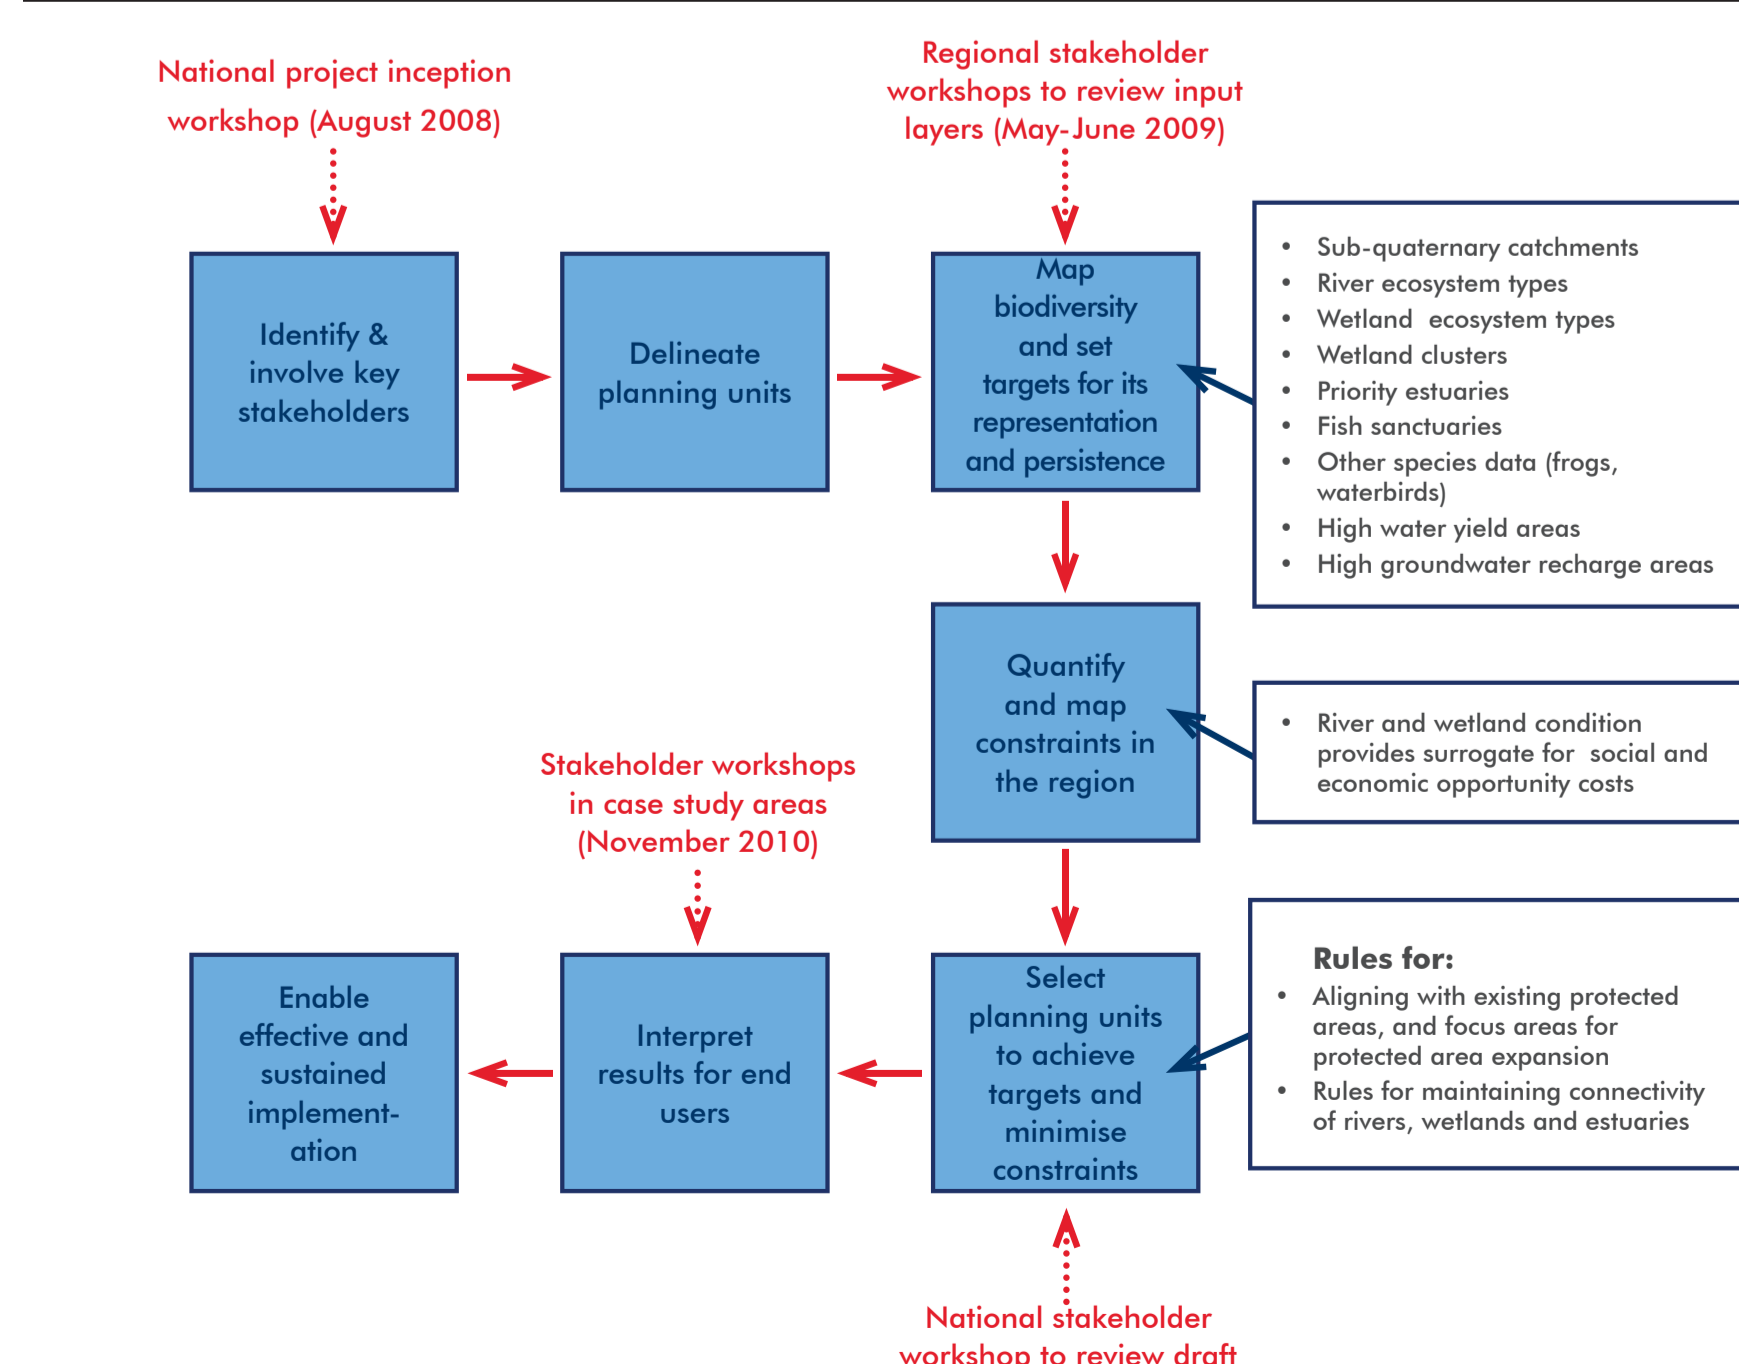 National project inception
workshop (August 2008)
Regional stakeholder
workshops to review input
layers (May-June 2009)
Identify &
involve key
stakeholders
Delineate
planning units
Map
biodiversity
and set
targets for its
representation
and persistence
• Sub-quaternary catchments
• River ecosystem types
• Wetland  ecosystem types
• Wetland clusters
• Priority estuaries
• Fish sanctuaries
• Other species data (frogs,
waterbirds)
• High water yield areas
• High groundwater recharge areas
Quantify
and map
constraints in
the region
• River and wetland condition
provides surrogate for  social and
economic opportunity costs
Stakeholder workshops
in case study areas
(November 2010)
Enable
effective and
sustained
implement-
ation
Interpret
results for end
users
Select
planning units
to achieve
targets and
minimise
constraints
Rules for:
• Aligning with existing protected
areas, and focus areas for
protected area expansion
• Rules for maintaining connectivity
of rivers, wetlands and estuaries
National stakeholder
workshop to review draft